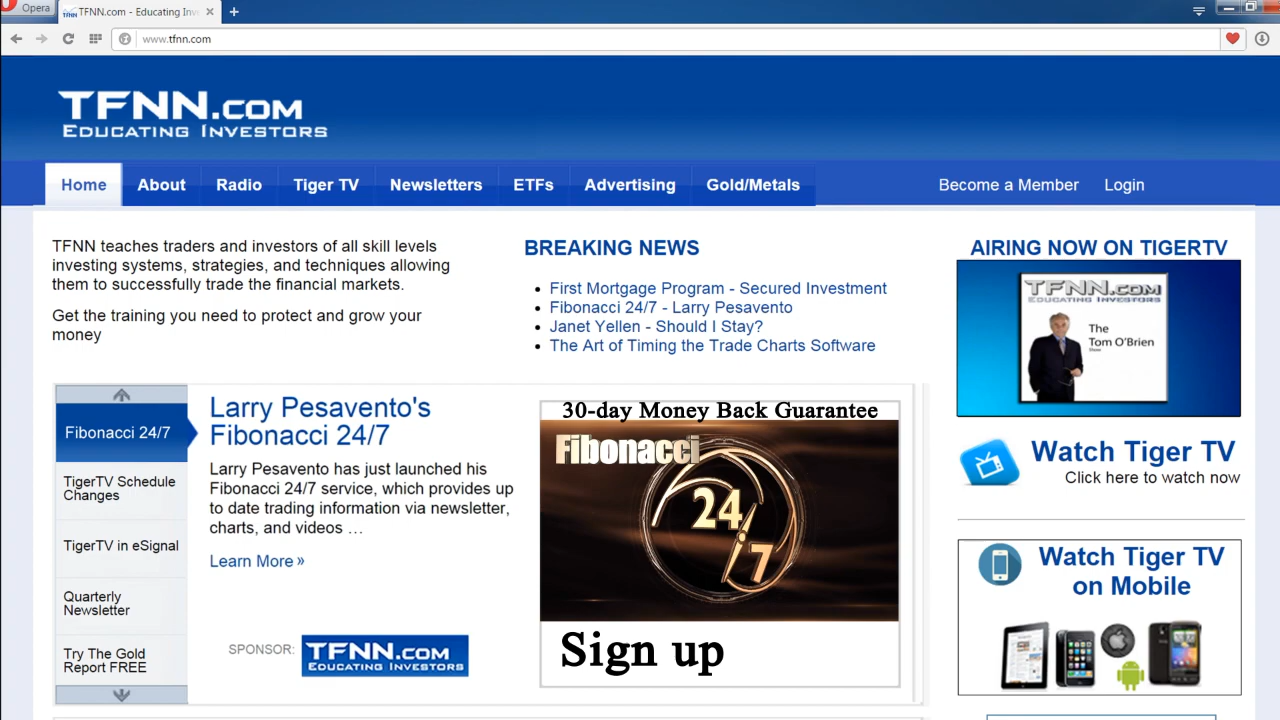 Opera
TFNN.com - Educating Inv
www.tfnn.com
TFNN.COM
EDUCATING INVESTORS
Home About Radio Tiger TV Newsletters ETFs Advertising Gold/Metals Become a Member Login
TFNN teaches traders and investors of all skill levels
investing systems, strategies, and techniques allowing
them to successfully trade the financial markets.
Get the training you need to protect and grow your
money
BREAKING NEWS
First Mortgage Program - Secured Investment
Fibonacci 24/7 - Larry Pesavento
Janet Yellen - Should I Stay?
The Art of Timing the Trade Charts Software
AIRING NOW ON TIGERTV
TFNN.COM
EDUCATING INVESTORS
The
Tom O'Brien
Show
Fibonacci 24/7
TigerTV Schedule
Changes
TigerTV in eSignal
Quarterly
Newsletter
Try The Gold
Report FREE
Larry Pesavento's
Fibonacci 24/7
Larry Pesavento has just launched his
Fibonacci 24/7 service, which provides up
to date trading information via newsletter,
charts, and videos …
Learn More »
SPONSOR:
TFNN.COM
EDUCATING INVESTORS
30-day Money Back Guarantee
Fibonacci
24
7
Sign up
Watch Tiger TV
Click here to watch now
Watch Tiger TV
on Mobile